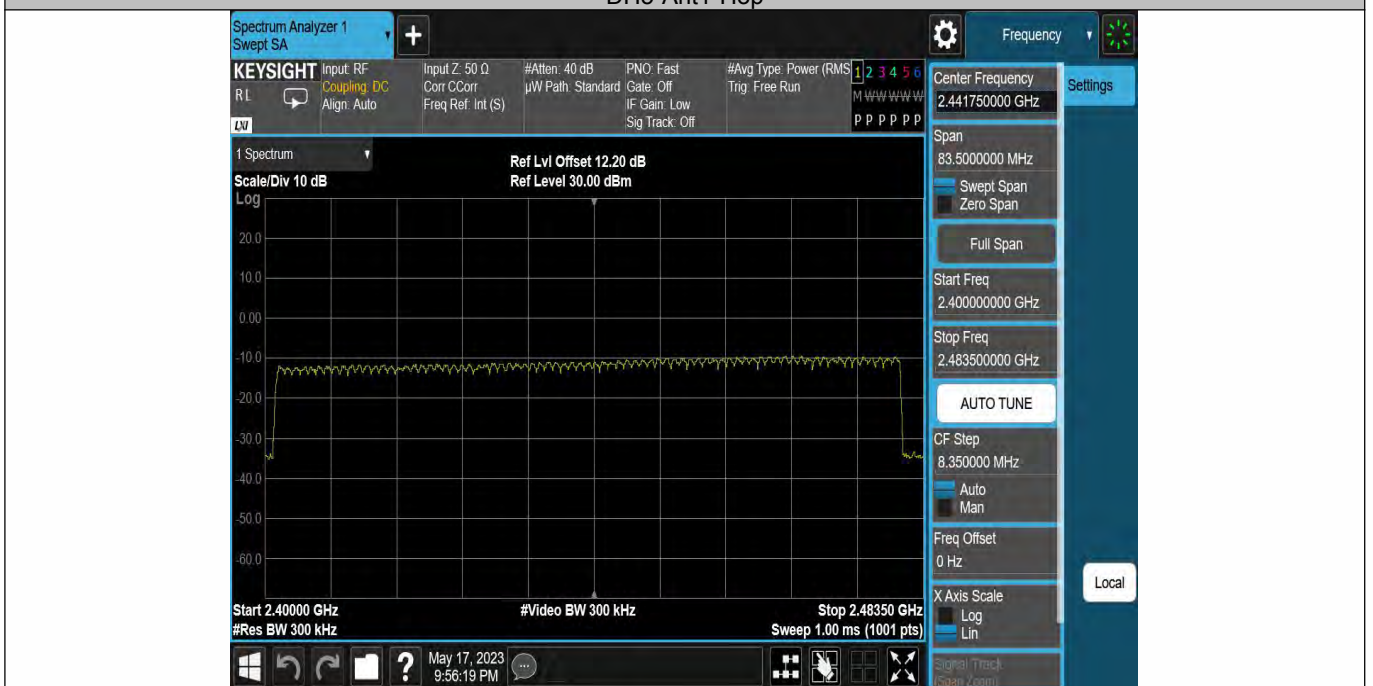 DH5-Ant1-Hop
Spectrum Analyzer 1
Swept SA
Frequency
KEYSIGHT
RL
LXI
Input: RF
Coupling: DC
Align: Auto
Input Z: 50 Ω
Corr CCorr
Freq Ref: Int (S)
#Atten: 40 dB
µW Path: Standard
PNO: Fast
Gate: Off
IF Gain: Low
Sig Track: Off
#Avg Type: Power (RMS
Trig: Free Run
1 2 3 4 5 6
M W W W W W
P P P P P P
Center Frequency
2.441750000 GHz
Settings
Span
83.5000000 MHz
Swept Span
Zero Span
Full Span
Start Freq
2.400000000 GHz
Stop Freq
2.483500000 GHz
AUTO TUNE
CF Step
8.350000 MHz
Auto
Man
Freq Offset
0 Hz
X Axis Scale
Log
Lin
Signal Track
(Span Zoom)
Local
1 Spectrum
Scale/Div 10 dB
Ref Lvl Offset 12.20 dB
Ref Level 30.00 dBm
Log
20.0
10.0
0.00
-10.0
-20.0
-30.0
-40.0
-50.0
-60.0
Start 2.40000 GHz
#Video BW 300 kHz
Stop 2.48350 GHz
#Res BW 300 kHz
Sweep 1.00 ms (1001 pts)
?
May 17, 2023
9:56:19 PM